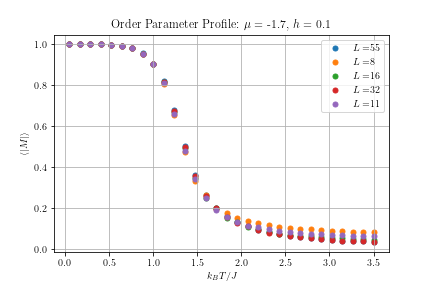 Order Parameter Profile: μ = -1.7, h = 0.1
1.0
0.8
0.6
0.4
0.2
0.0
⟨|M|⟩
L =55
L =8
L =16
L =32
L =11
0.0 0.5 1.0 1.5 2.0 2.5 3.0 3.5
k_BT/J